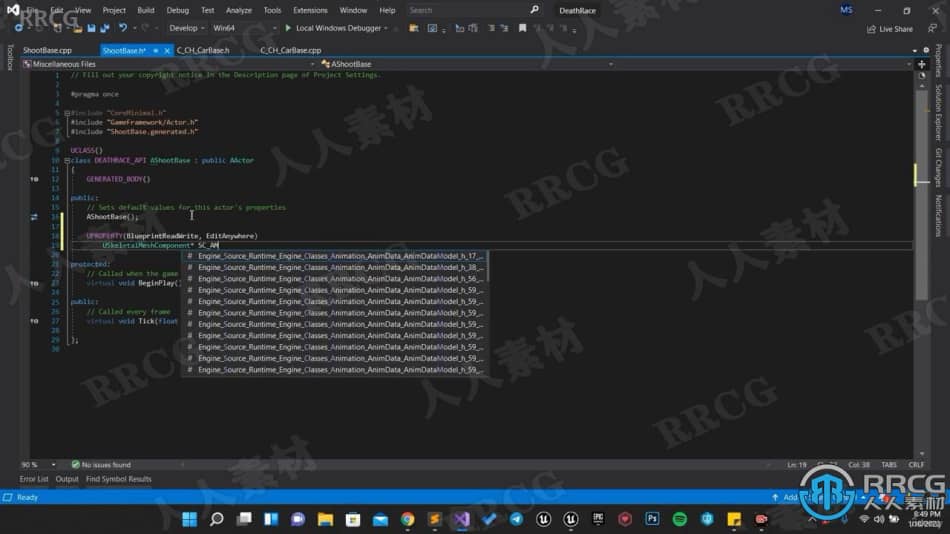 File Edit View Project Build Debug Test Analyze Tools Extensions Window Help Search DeathRace MS
Develop Win64 Local Windows Debugger Live Share
ShootBase.cpp ShootBase.h* C_CH_CarBase.h C_CH_CarBase.cpp
Toolbox
Miscellaneous Files AShootBase
1 // Fill out your copyright notice in the Description page of Project Settings.
2
3 #pragma once
4
5 #include "CoreMinimal.h"
6 #include "GameFramework/Actor.h"
7 #include "ShootBase.generated.h"
8
9 UCLASS()
10 class DEATHRACE_API AShootBase : public AActor
11 {
12 GENERATED_BODY()
13
14 public:
15 // Sets default values for this actor's properties
16 AShootBase();
17
18 UPROPERTY(BlueprintReadWrite, EditAnywhere)
19 USkeletalMeshComponent* SC_AM
20
21 protected:
22 // Called when the game
23 virtual void BeginPlay()
24
25 public:
26 // Called every frame
27 virtual void Tick(float
28
29 };
30
# Engine_Source_Runtime_Engine_Classes_Animation_AnimData_AnimDataModel_h_17_...
# Engine_Source_Runtime_Engine_Classes_Animation_AnimData_AnimDataModel_h_38_...
# Engine_Source_Runtime_Engine_Classes_Animation_AnimData_AnimDataModel_h_56_...
# Engine_Source_Runtime_Engine_Classes_Animation_AnimData_AnimDataModel_h_59_...
# Engine_Source_Runtime_Engine_Classes_Animation_AnimData_AnimDataModel_h_59_...
# Engine_Source_Runtime_Engine_Classes_Animation_AnimData_AnimDataModel_h_59_...
# Engine_Source_Runtime_Engine_Classes_Animation_AnimData_AnimDataModel_h_59_...
# Engine_Source_Runtime_Engine_Classes_Animation_AnimData_AnimDataModel_h_59_...
# Engine_Source_Runtime_Engine_Classes_Animation_AnimData_AnimDataModel_h_59_...
# Engine_Source_Runtime_Engine_Classes_Animation_AnimData_AnimDataModel_h_59_...
# Engine_Source_Runtime_Engine_Classes_Animation_AnimData_AnimDataModel_h_59_...
Properties
Solution Explorer
Git Changes
Notifications
90 % No issues found Ln: 19 Col: 38 TABS CRLF
Error List Output Find Symbol Results
Ready Add
RRCG
人人素材
8:49 PM